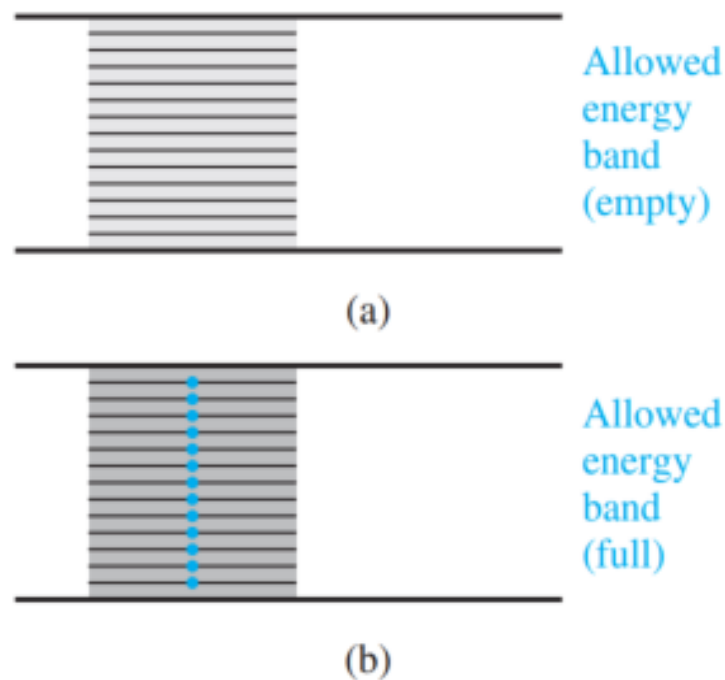 Allowed
energy
band
(empty)
(a)
Allowed
energy
band
(full)
(b)